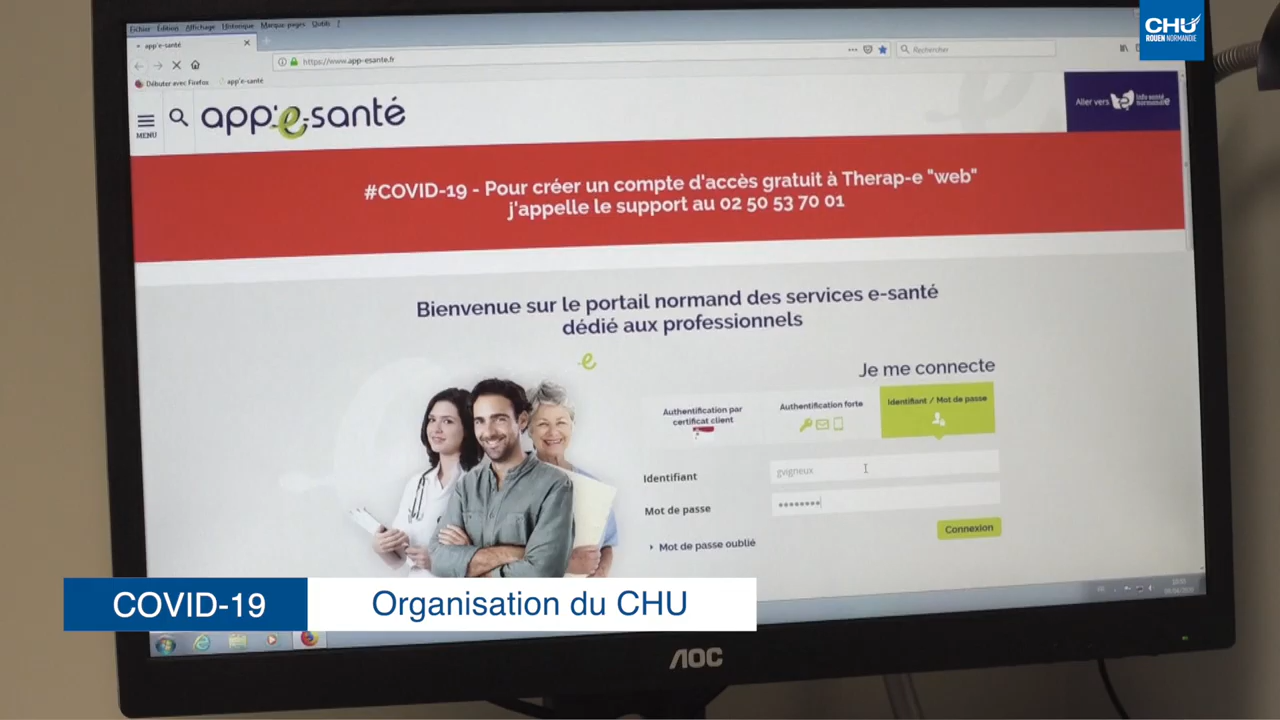 Fichier Édition Affichage Historique Marque-pages Outils ?
app'e-santé
https://www.app-esante.fr
Rechercher
Débuter avec Firefox
app'e-santé
CHU
ROUEN NORMANDIE
MENU
app'e-santé
Aller vers
info santé
normandie
#COVID-19 - Pour créer un compte d'accès gratuit à Therap-e "web"
j'appelle le support au 02 50 53 70 01
Bienvenue sur le portail normand des services e-santé
dédié aux professionnels
e
Je me connecte
Authentification par
certificat client
Authentification forte
Identifiant / Mot de passe
Identifiant
gvigneux
Mot de passe
••••••••
Connexion
Mot de passe oublié
COVID-19
Organisation du CHU
AOC